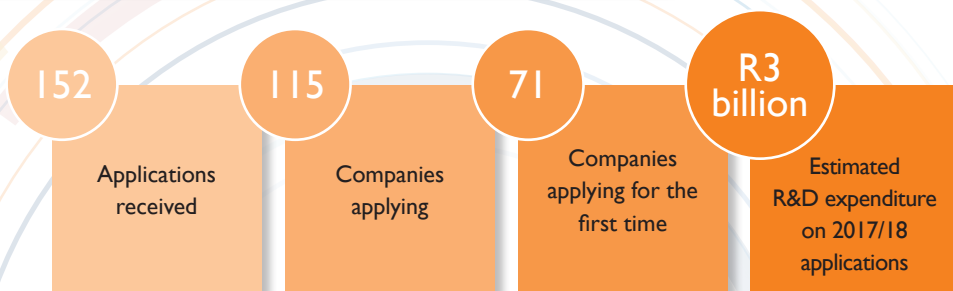 152
Applications
received
115
Companies
applying
71
Companies
applying for the
first time
R3
billion
Estimated
R&D expenditure
on 2017/18
applications